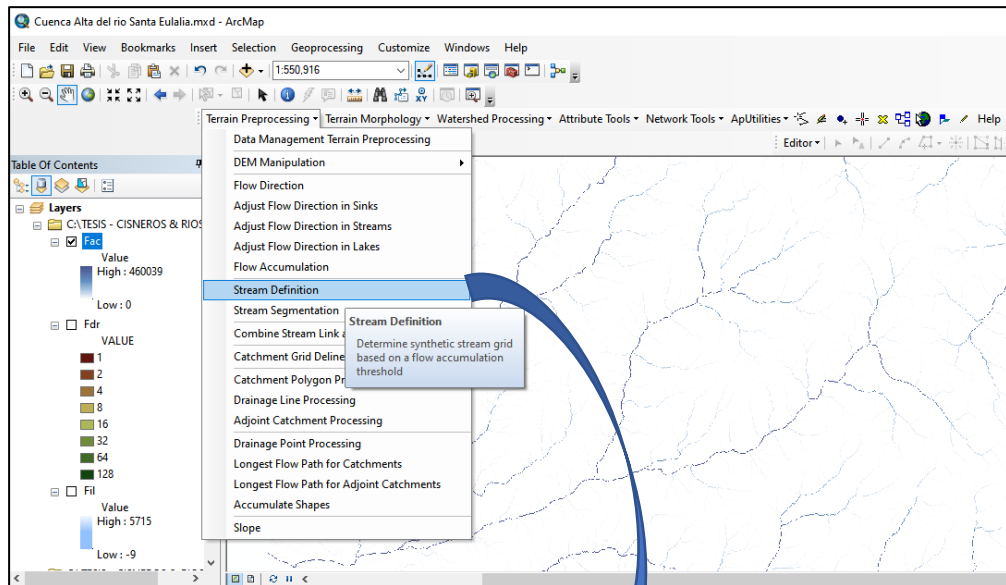 Cuenca Alta del rio Santa Eulalia.mxd - ArcMap
File Edit View Bookmarks Insert Selection Geoprocessing Customize Windows Help
1:550,916
Terrain Preprocessing Terrain Morphology Watershed Processing Attribute Tools Network Tools ApUtilities Help
Editor
Data Management Terrain Preprocessing
DEM Manipulation
Flow Direction
Adjust Flow Direction in Sinks
Adjust Flow Direction in Streams
Adjust Flow Direction in Lakes
Flow Accumulation
Stream Definition
Stream Segmentation
Combine Stream Link
Catchment Grid Deline
Catchment Polygon Pr
Drainage Line Processing
Adjoint Catchment Processing
Drainage Point Processing
Longest Flow Path for Catchments
Longest Flow Path for Adjoint Catchments
Accumulate Shapes
Slope
Stream Definition
Determine synthetic stream grid
based on a flow accumulation
threshold
Table Of Contents
Layers
C:\TESIS - CISNEROS & RIOS
Fac
Value
High : 460039
Low : 0
Fdr
VALUE
1
2
4
8
16
32
64
128
Fil
Value
High : 5715
Low : -9